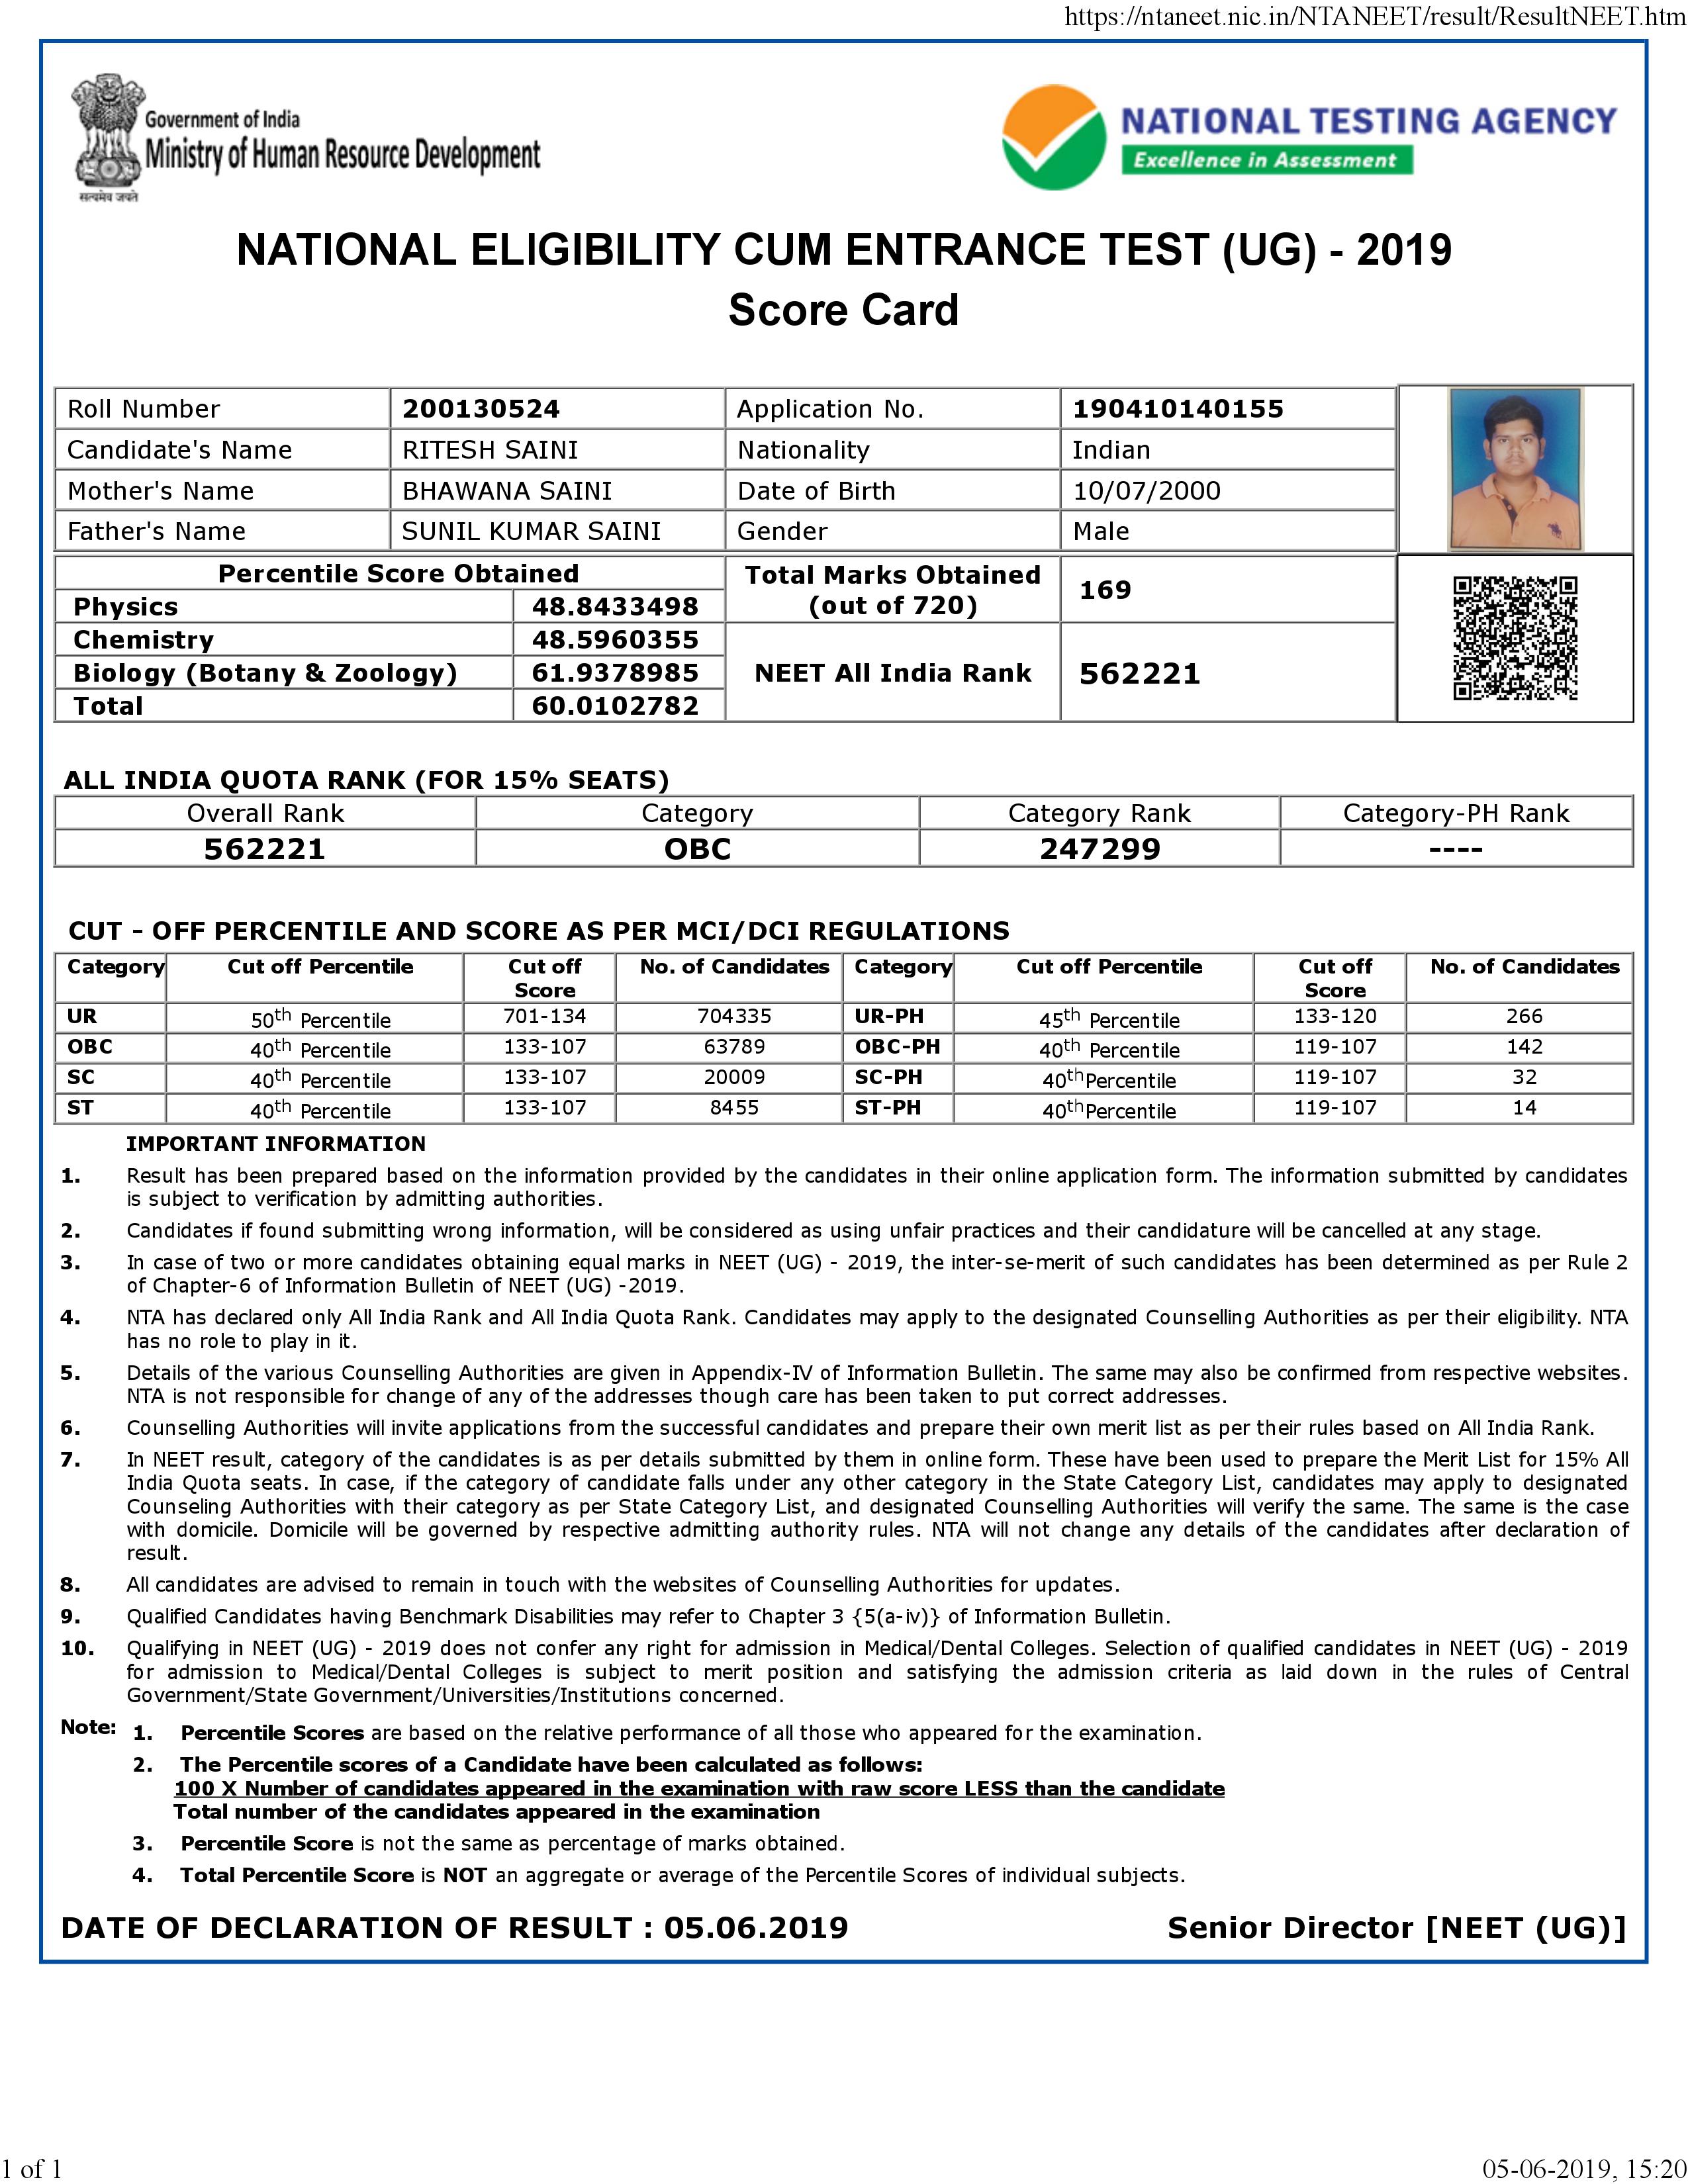 https://ntaneet.nic.in/NTANEET/result/ResultNEET.htm
Government of India
Ministry of Human Resource Development
सत्यमेव जयते
NATIONAL TESTING AGENCY
Excellence in Assessment
NATIONAL ELIGIBILITY CUM ENTRANCE TEST (UG) - 2019
Score Card
Roll Number 200130524 Application No. 190410140155
Candidate's Name RITESH SAINI Nationality Indian
Mother's Name BHAWANA SAINI Date of Birth 10/07/2000
Father's Name SUNIL KUMAR SAINI Gender Male
Percentile Score Obtained
Physics 48.8433498
Chemistry 48.5960355
Biology (Botany & Zoology) 61.9378985
Total 60.0102782
Total Marks Obtained
(out of 720)
169
NEET All India Rank 562221
ALL INDIA QUOTA RANK (FOR 15% SEATS)
Overall Rank Category Category Rank Category-PH Rank
562221 OBC 247299 ----
CUT - OFF PERCENTILE AND SCORE AS PER MCI/DCI REGULATIONS
Category Cut off Percentile Cut off Score No. of Candidates Category Cut off Percentile Cut off Score No. of Candidates
UR 50th Percentile 701-134 704335 UR-PH 45th Percentile 133-120 266
OBC 40th Percentile 133-107 63789 OBC-PH 40th Percentile 119-107 142
SC 40th Percentile 133-107 20009 SC-PH 40thPercentile 119-107 32
ST 40th Percentile 133-107 8455 ST-PH 40thPercentile 119-107 14
IMPORTANT INFORMATION
1. Result has been prepared based on the information provided by the candidates in their online application form. The information submitted by candidates
is subject to verification by admitting authorities.
2. Candidates if found submitting wrong information, will be considered as using unfair practices and their candidature will be cancelled at any stage.
3. In case of two or more candidates obtaining equal marks in NEET (UG) - 2019, the inter-se-merit of such candidates has been determined as per Rule 2
of Chapter-6 of Information Bulletin of NEET (UG) -2019.
4. NTA has declared only All India Rank and All India Quota Rank. Candidates may apply to the designated Counselling Authorities as per their eligibility. NTA
has no role to play in it.
5. Details of the various Counselling Authorities are given in Appendix-IV of Information Bulletin. The same may also be confirmed from respective websites.
NTA is not responsible for change of any of the addresses though care has been taken to put correct addresses.
6. Counselling Authorities will invite applications from the successful candidates and prepare their own merit list as per their rules based on All India Rank.
7. In NEET result, category of the candidates is as per details submitted by them in online form. These have been used to prepare the Merit List for 15% All
India Quota seats. In case, if the category of candidate falls under any other category in the State Category List, candidates may apply to designated
Counseling Authorities with their category as per State Category List, and designated Counselling Authorities will verify the same. The same is the case
with domicile. Domicile will be governed by respective admitting authority rules. NTA will not change any details of the candidates after declaration of
result.
8. All candidates are advised to remain in touch with the websites of Counselling Authorities for updates.
9. Qualified Candidates having Benchmark Disabilities may refer to Chapter 3 {5(a-iv)} of Information Bulletin.
10. Qualifying in NEET (UG) - 2019 does not confer any right for admission in Medical/Dental Colleges. Selection of qualified candidates in NEET (UG) - 2019
for admission to Medical/Dental Colleges is subject to merit position and satisfying the admission criteria as laid down in the rules of Central
Government/State Government/Universities/Institutions concerned.
Note: 1. Percentile Scores are based on the relative performance of all those who appeared for the examination.
2. The Percentile scores of a Candidate have been calculated as follows:
100 X Number of candidates appeared in the examination with raw score LESS than the candidate
Total number of the candidates appeared in the examination
3. Percentile Score is not the same as percentage of marks obtained.
4. Total Percentile Score is NOT an aggregate or average of the Percentile Scores of individual subjects.
DATE OF DECLARATION OF RESULT : 05.06.2019 Senior Director [NEET (UG)]
1 of 1 05-06-2019, 15:20